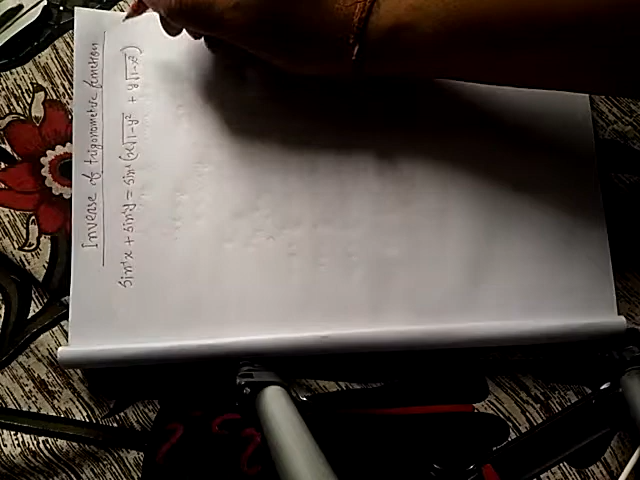 Inverse of trigonometric function
sin⁻¹x + sin⁻¹y = sin⁻¹(x√1-y² + y√1-x²)